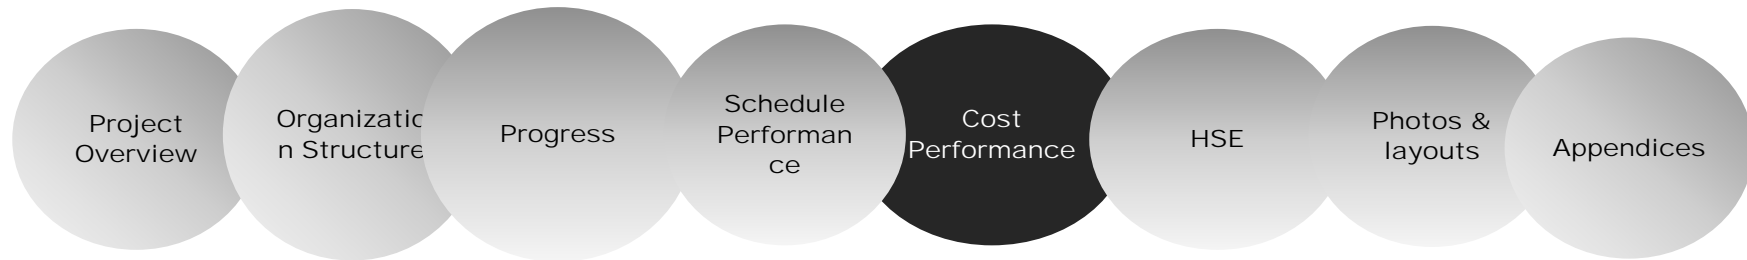 Project
Overview
Organizatio
n Structure
Progress
Schedule
Performan
ce
Cost
Performance
HSE
Photos &
layouts
Appendices